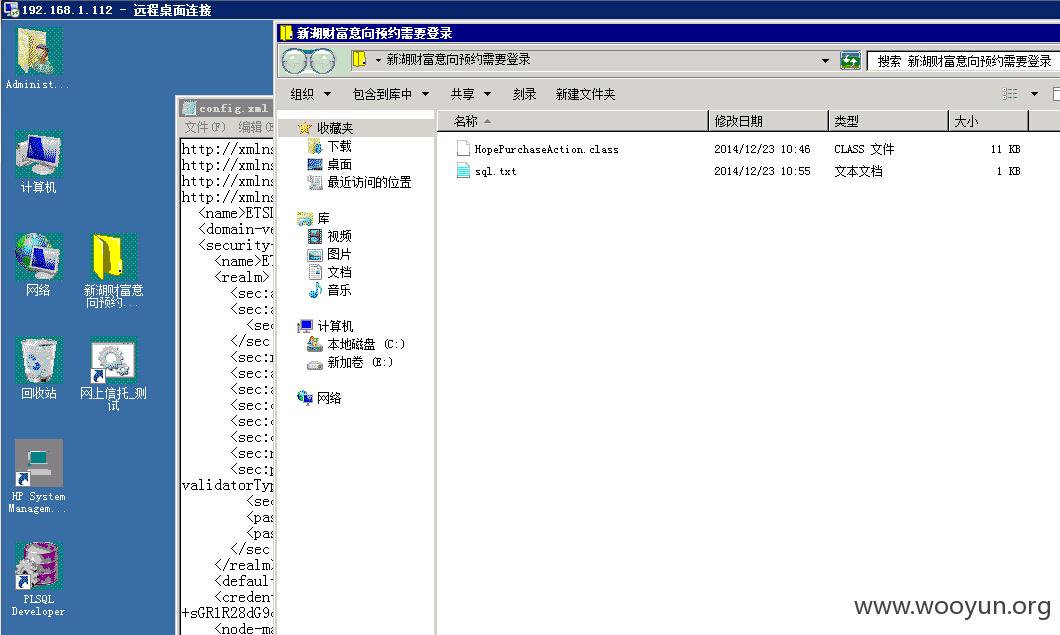 192.168.1.112 - 远程桌面连接
Administ...
计算机
网络
新湖财富意
向预约...
回收站
网上信托_测
试
HP System
Managem...
PLSQL
Developer
config.xml
文件(F) 编辑(E
http://xmlns
http://xmlns
http://xmlns
http://xmlns
<name>ETSI
<domain-ve
<security-
<name>ET
<realm>
<sec:a
<sec:a
<sec
</sec
<sec:r
<sec:a
<sec:a
<sec:c
<sec:c
<sec:c
<sec:r
<sec:p
validatorTyp
<sec
<pas
<pas
</sec
</realm>
<default
<creden
+sGR1R28dG9
<node-ma
新湖财富意向预约需要登录
新湖财富意向预约需要登录
搜索 新湖财富意向预约需要登录
组织 包含到库中 共享 刻录 新建文件夹
收藏夹
下载
桌面
最近访问的位置
库
视频
图片
文档
音乐
计算机
本地磁盘 (C:)
新加卷 (E:)
网络
名称 修改日期 类型 大小
HopePurchaseAction.class 2014/12/23 10:46 CLASS 文件 11 KB
sql.txt 2014/12/23 10:55 文本文档 1 KB
www.wooyun.org